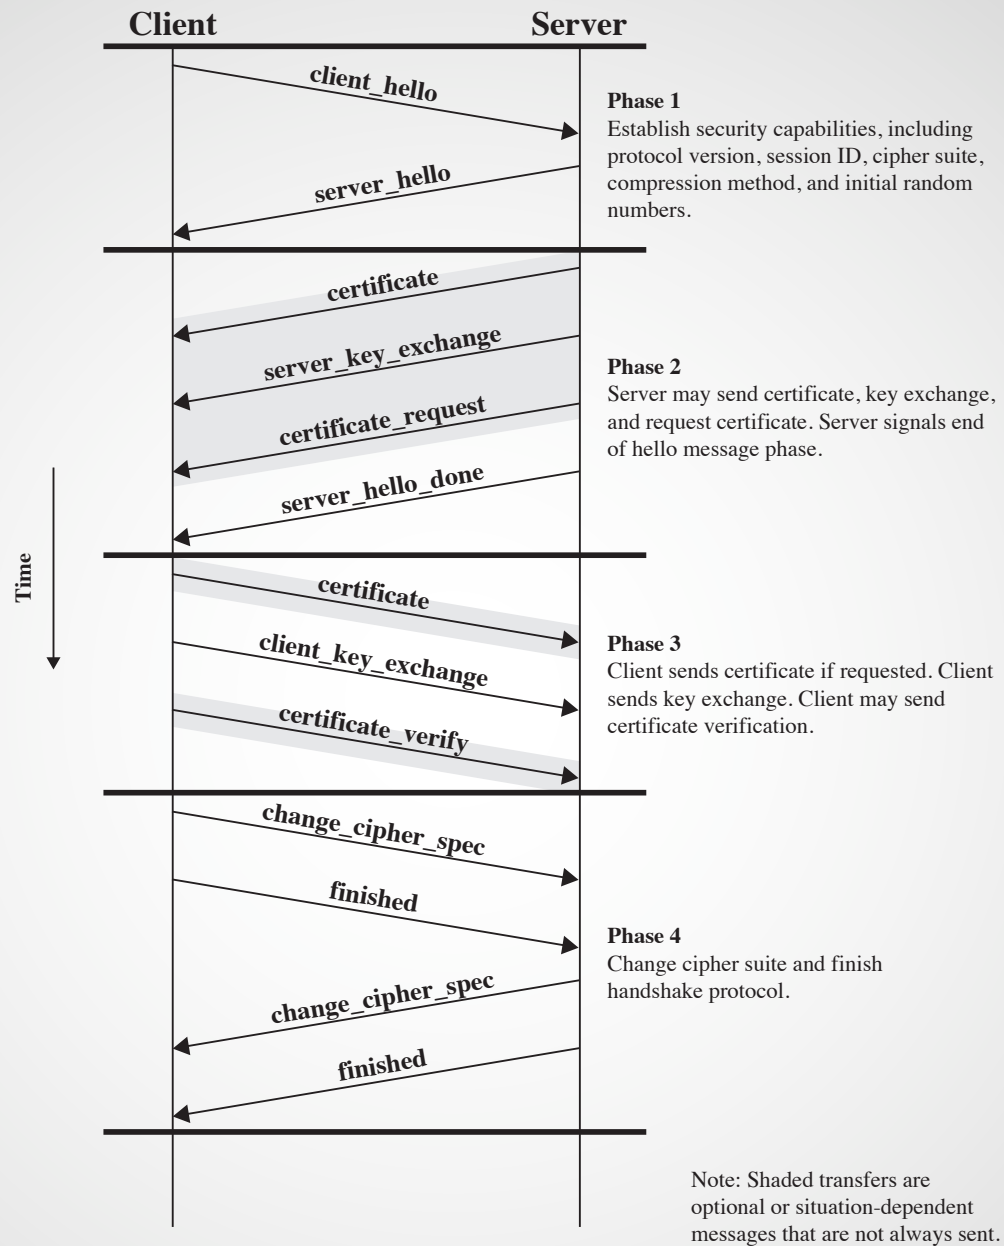 Client
Server
client_hello
server_hello
Phase 1
Establish security capabilities, including
protocol version, session ID, cipher suite,
compression method, and initial random
numbers.
certificate
server_key_exchange
certificate_request
server_hello_done
Phase 2
Server may send certificate, key exchange,
and request certificate. Server signals end
of hello message phase.
Time
certificate
client_key_exchange
certificate_verify
Phase 3
Client sends certificate if requested. Client
sends key exchange. Client may send
certificate verification.
change_cipher_spec
finished
change_cipher_spec
finished
Phase 4
Change cipher suite and finish
handshake protocol.
Note: Shaded transfers are
optional or situation-dependent
messages that are not always sent.